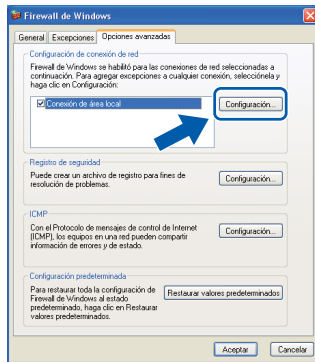 Firewall de Windows
General Excepciones Opciones avanzadas
Configuración de conexión de red
Firewall de Windows se habilitó para las conexiones de red seleccionadas a
continuación. Para agregar excepciones a cualquier conexión, selecciónela y
haga clic en Configuración:
Conexión de área local
Configuración...
Registro de seguridad
Puede crear un archivo de registro para fines de
resolución de problemas.
Configuración...
ICMP
Con el Protocolo de mensajes de control de Internet
(ICMP), los equipos en una red pueden compartir
información de errores y de estado.
Configuración...
Configuración predeterminada
Para restaurar toda la configuración de
Firewall de Windows al estado
predeterminado, haga clic en Restaurar
valores predeterminados.
Restaurar valores predeterminados
Aceptar Cancelar